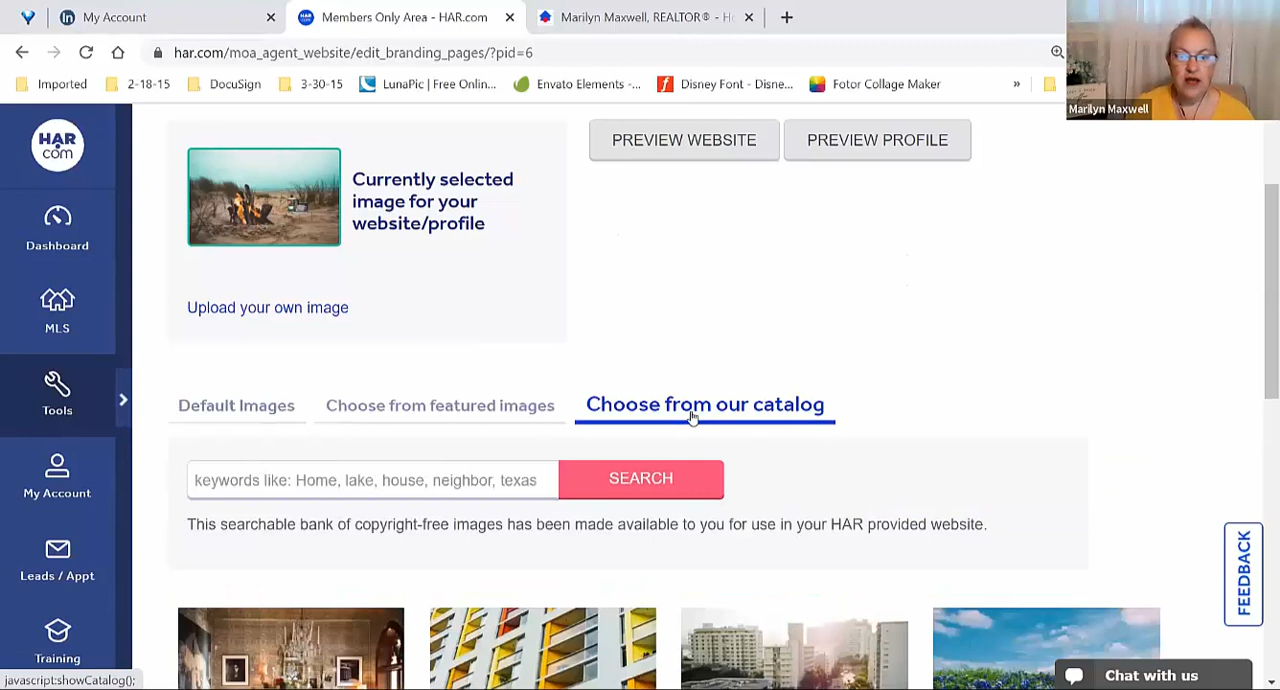 My Account
Members Only Area - HAR.com
Marilyn Maxwell, REALTOR® - H
har.com/moa_agent_website/edit_branding_pages/?pid=6
Imported
2-18-15
DocuSign
3-30-15
LunaPic | Free Onlin...
Envato Elements -...
Disney Font - Disne...
Fotor Collage Maker
»
Marilyn Maxwell
HAR
com
Dashboard
MLS
Tools
My Account
Leads / Appt
Training
PREVIEW WEBSITE
PREVIEW PROFILE
Currently selected
image for your
website/profile
Upload your own image
Default Images
Choose from featured images
Choose from our catalog
keywords like: Home, lake, house, neighbor, texas
SEARCH
This searchable bank of copyright-free images has been made available to you for use in your HAR provided website.
FEEDBACK
Chat with us
javascript:showCatalog();